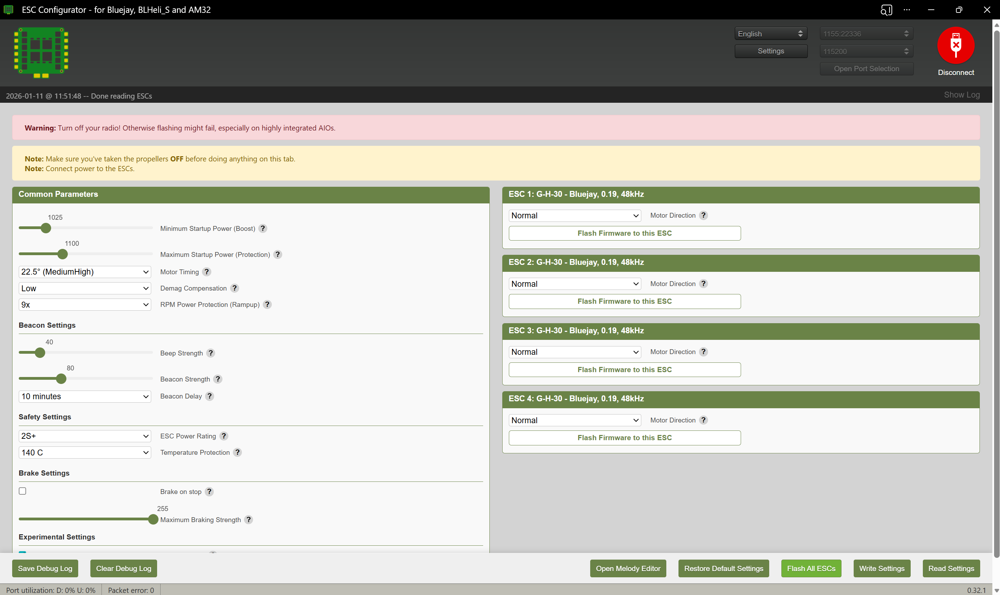 ESC Configurator - for Bluejay, BLHeli_S and AM32
English
1155:22336
Settings
115200
Open Port Selection
Disconnect
2026-01-11 @ 11:51:48 -- Done reading ESCs
Show Log
Warning: Turn off your radio! Otherwise flashing might fail, especially on highly integrated AIOs.
Note: Make sure you've taken the propellers OFF before doing anything on this tab.
Note: Connect power to the ESCs.
Common Parameters
1025
Minimum Startup Power (Boost) ?
1100
Maximum Startup Power (Protection) ?
22.5° (MediumHigh)
Motor Timing ?
Low
Demag Compensation ?
9x
RPM Power Protection (Rampup) ?
Beacon Settings
40
Beep Strength ?
80
Beacon Strength ?
10 minutes
Beacon Delay ?
Safety Settings
2S+
ESC Power Rating ?
140 C
Temperature Protection ?
Brake Settings
Brake on stop ?
255
Maximum Braking Strength ?
Experimental Settings
ESC 1: G-H-30 - Bluejay, 0.19, 48kHz
Normal
Motor Direction ?
Flash Firmware to this ESC
ESC 2: G-H-30 - Bluejay, 0.19, 48kHz
Normal
Motor Direction ?
Flash Firmware to this ESC
ESC 3: G-H-30 - Bluejay, 0.19, 48kHz
Normal
Motor Direction ?
Flash Firmware to this ESC
ESC 4: G-H-30 - Bluejay, 0.19, 48kHz
Normal
Motor Direction ?
Flash Firmware to this ESC
Save Debug Log
Clear Debug Log
Open Melody Editor
Restore Default Settings
Flash All ESCs
Write Settings
Read Settings
Port utilization: D: 0% U: 0%
Packet error: 0
0.32.1